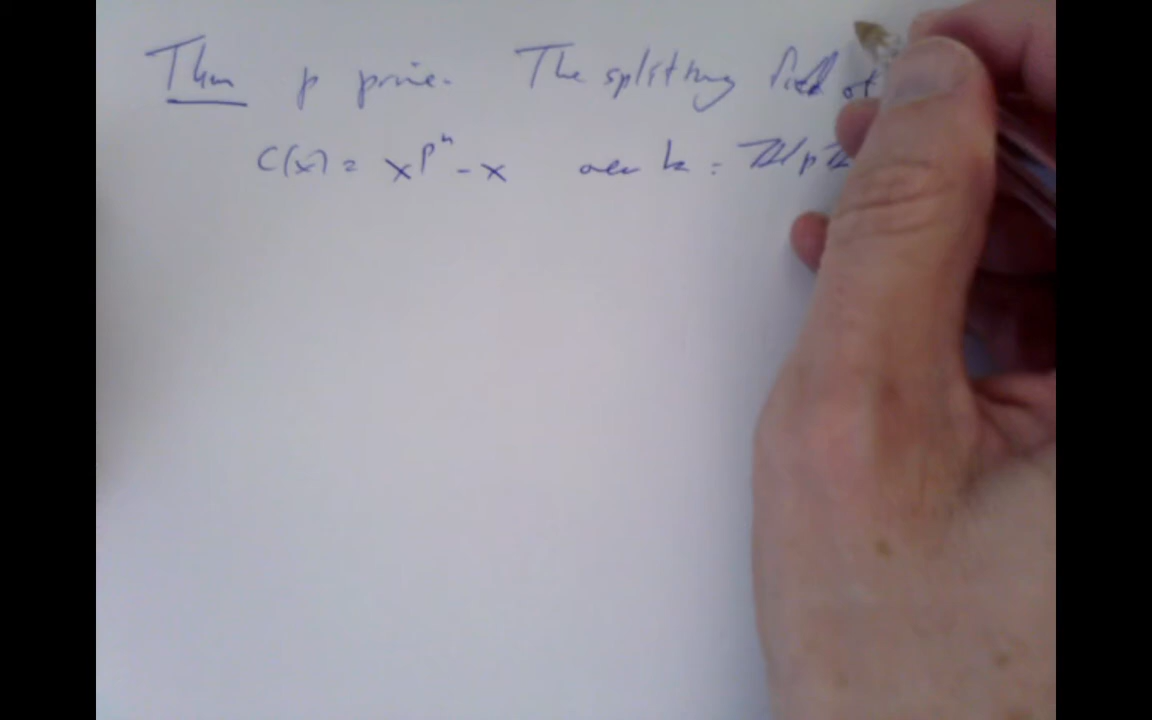 Thm p prime. The splitting field of
C(x) = x^{p^n} - x over k = ℤ/pℤ